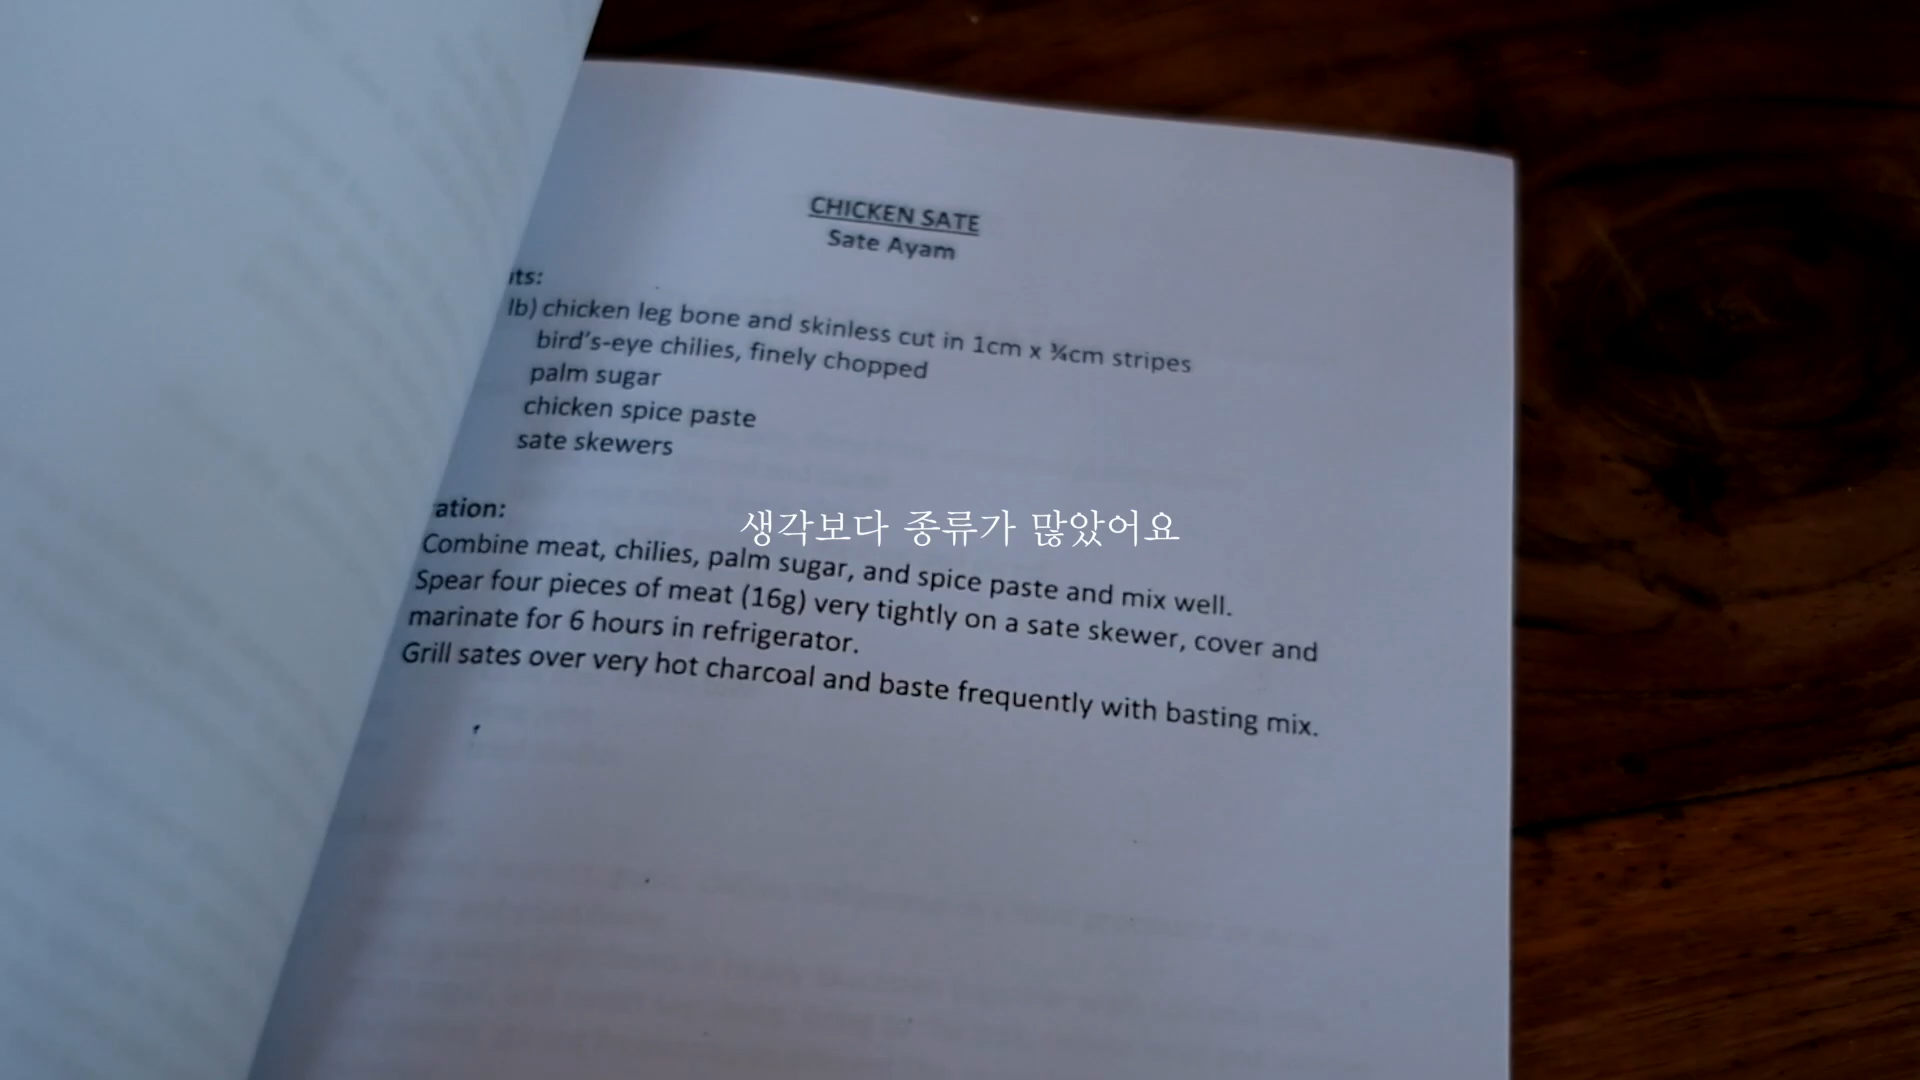 CHICKEN SATE
Sate Ayam
its:
lb) chicken leg bone and skinless cut in 1cm x ¾cm stripes
bird's-eye chilies, finely chopped
palm sugar
chicken spice paste
sate skewers
생각보다 종류가 많았어요
ation:
Combine meat, chilies, palm sugar, and spice paste and mix well.
Spear four pieces of meat (16g) very tightly on a sate skewer, cover and
marinate for 6 hours in refrigerator.
Grill sates over very hot charcoal and baste frequently with basting mix.